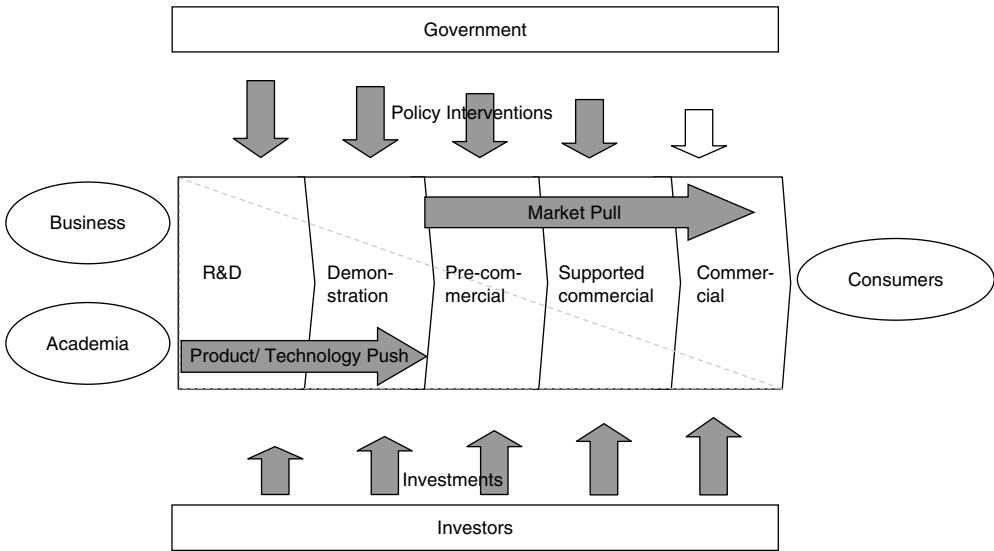 Government
Policy Interventions
Business
Market Pull
R&D
Demon-
stration
Pre-com-
mercial
Supported
commercial
Commer-
cial
Consumers
Academia
Product/ Technology Push
Investments
Investors